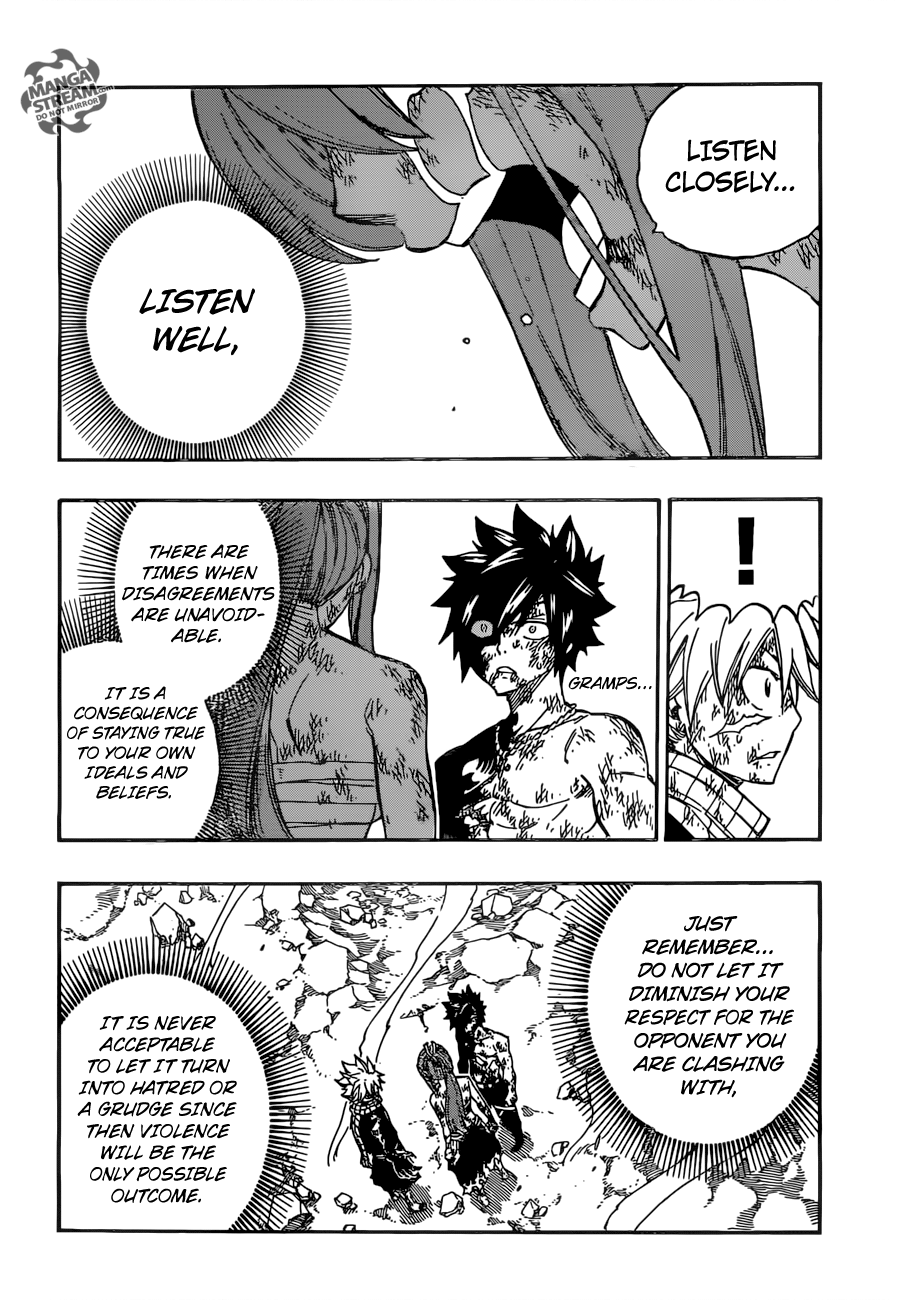 MANGA
STREAM.com
DO NOT MIRROR!
LISTEN
CLOSELY...
LISTEN
WELL,
!
GRAMPS...
THERE ARE
TIMES WHEN
DISAGREEMENTS
ARE UNAVOID-
ABLE.
IT IS A
CONSEQUENCE
OF STAYING TRUE
TO YOUR OWN
IDEALS AND
BELIEFS.
JUST
REMEMBER...
DO NOT LET IT
DIMINISH YOUR
RESPECT FOR THE
OPPONENT YOU
ARE CLASHING
WITH,
IT IS NEVER
ACCEPTABLE
TO LET IT TURN
INTO HATRED OR
A GRUDGE SINCE
THEN VIOLENCE
WILL BE THE
ONLY POSSIBLE
OUTCOME.